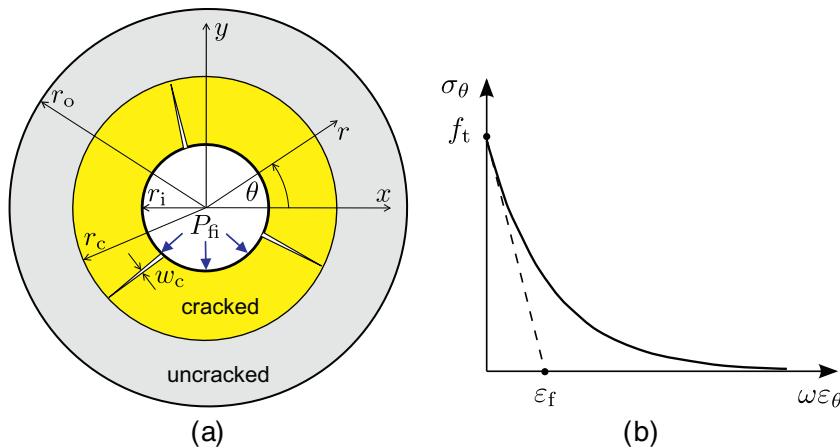 y
r_o
r
θ
x
r_i
P_fi
r_c
w_c
cracked
uncracked
(a)
σ_θ
f_t
ε_f
ωε_θ
(b)